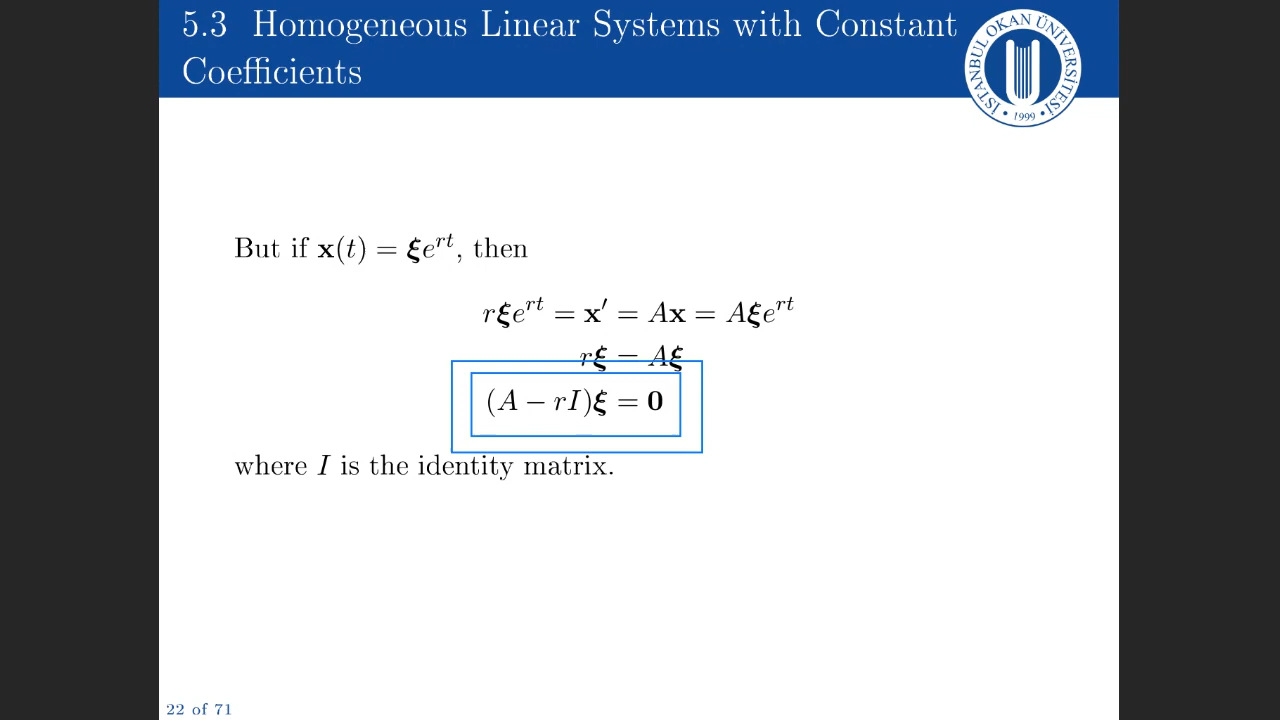 5.3 Homogeneous Linear Systems with Constant
Coefficients
İSTANBUL OKAN ÜNİVERSİTESİ
• 1999 •
But if x(t) = ξe^{rt}, then
rξe^{rt} = x′ = Ax = Aξe^{rt}
rξ = Aξ
(A − rI)ξ = 0
where I is the identity matrix.
22 of 71